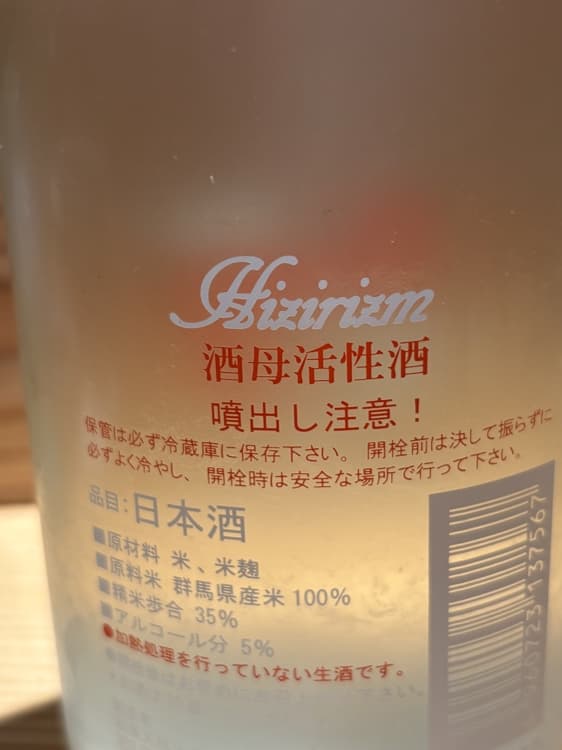 Hizirizm
酒母活性酒
噴出し注意！
保管は必ず冷蔵庫に保存下さい。開栓前は決して振らずに
必ずよく冷やし、開栓時は安全な場所で行って下さい。
品目：日本酒
■原材料 米、米麹
■原料米 群馬県産米100%
■精米歩合 35%
■アルコール分 5%
●加熱処理を行っていない生酒です。